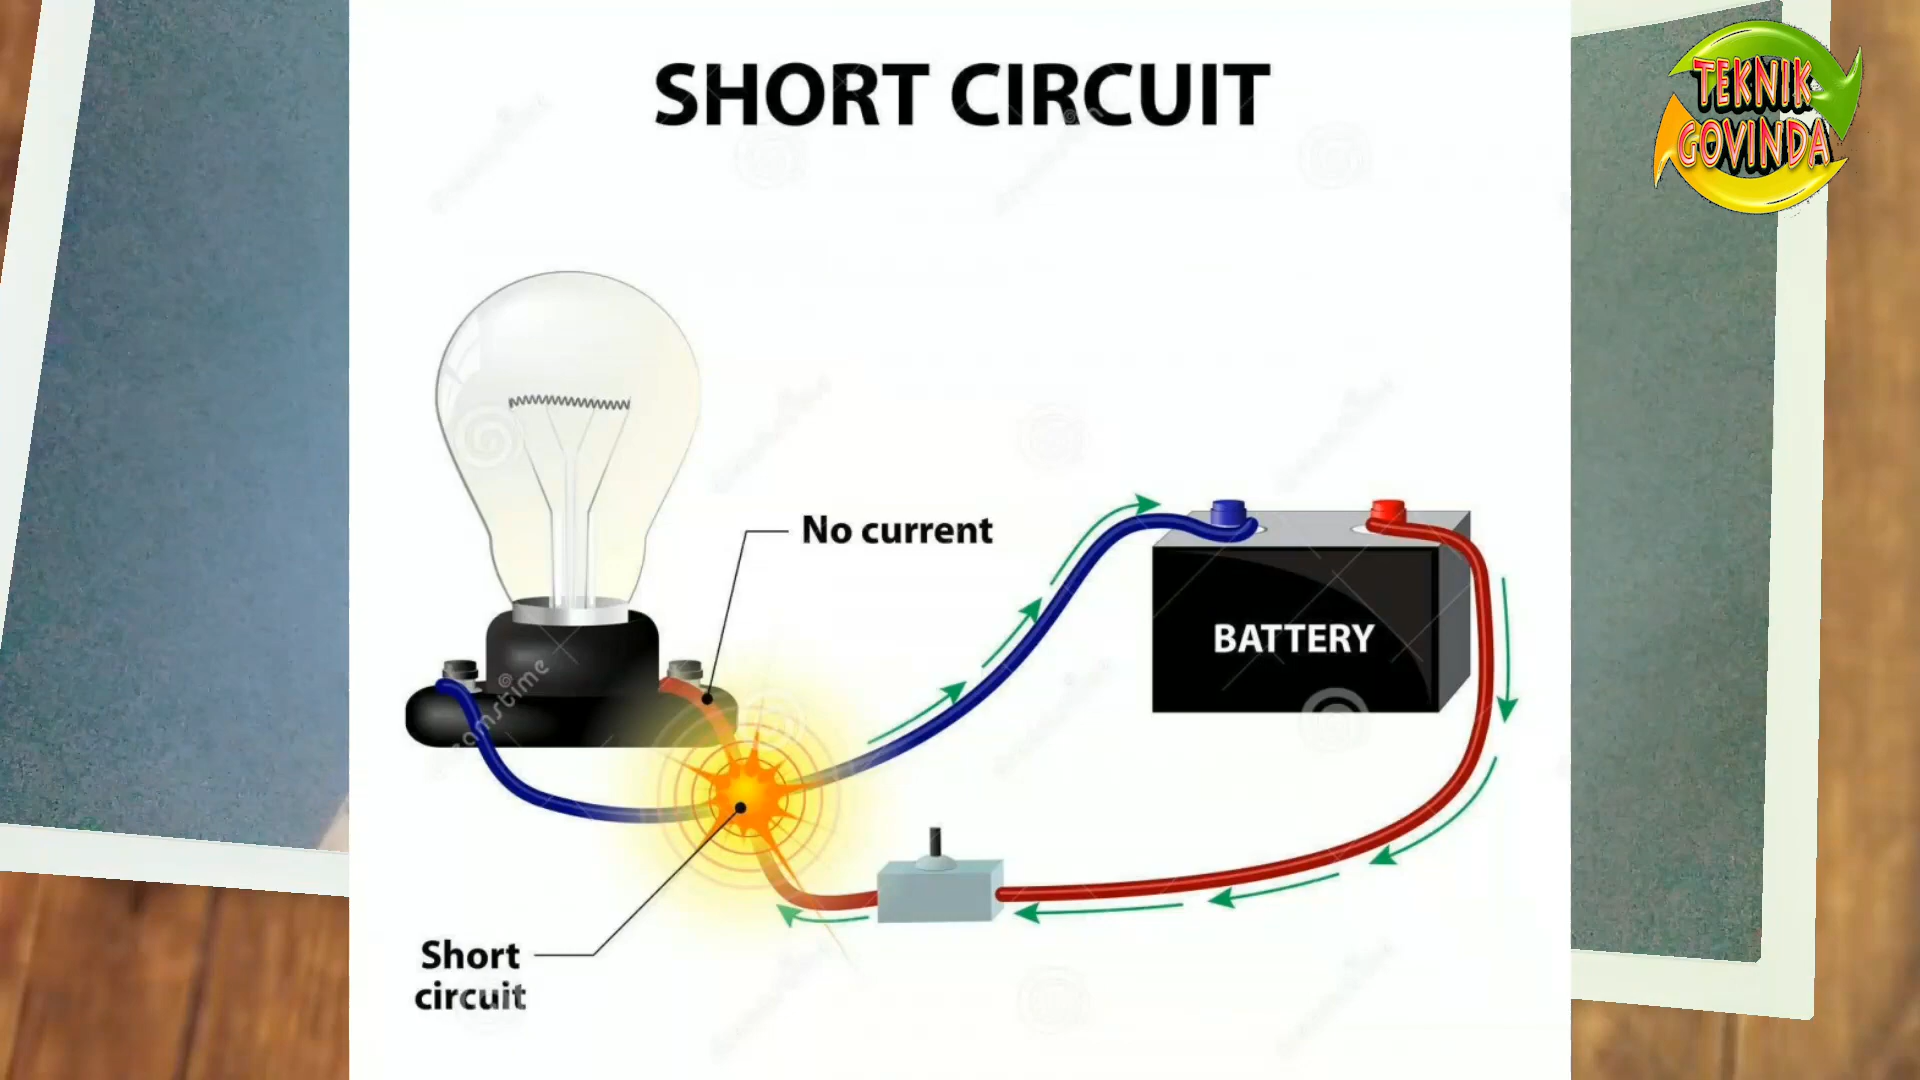 SHORT CIRCUIT
TEKNIK
GOVINDA
No current
BATTERY
Short
circuit